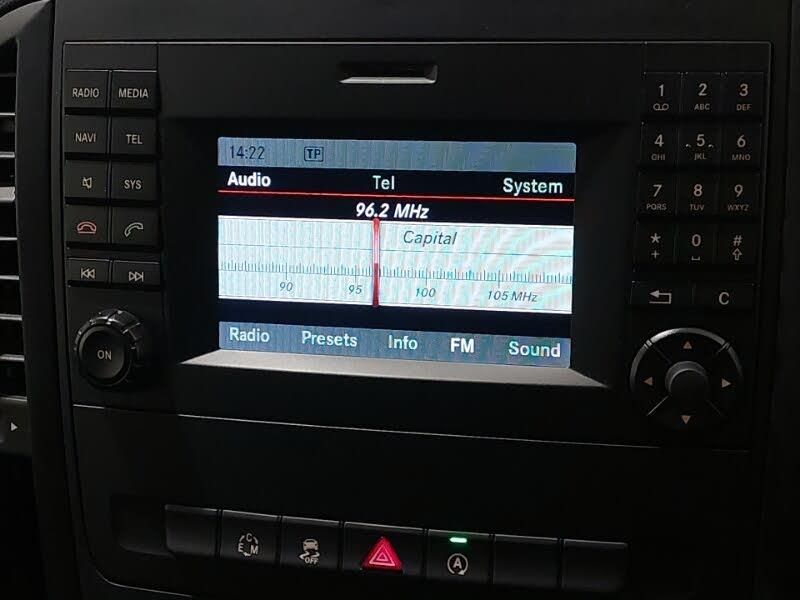 RADIO MEDIA
NAVI TEL
SYS
ON
14:22 TP
Audio Tel System
96.2 MHz
Capital
90 95 100 105 MHz
Radio Presets Info FM Sound
1 2 3
ABC DEF
4 5 6
GHI JKL MNO
7 8 9
PQRS TUV WXYZ
* 0 #
+
C
C
E M
OFF
A